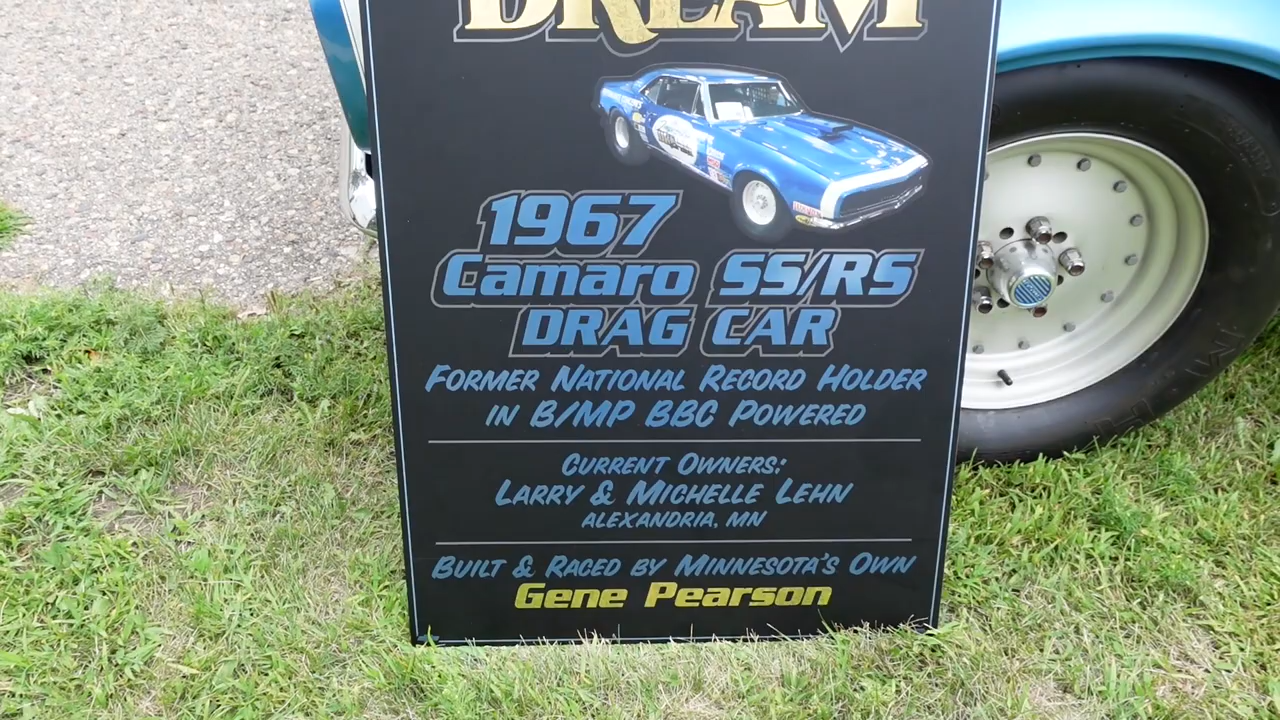 DREAM
1967
Camaro SS/RS
DRAG CAR
FORMER NATIONAL RECORD HOLDER
IN B/MP BBC POWERED
CURRENT OWNERS:
LARRY & MICHELLE LEHN
ALEXANDRIA, MN
BUILT & RACED BY MINNESOTA'S OWN
Gene Pearson